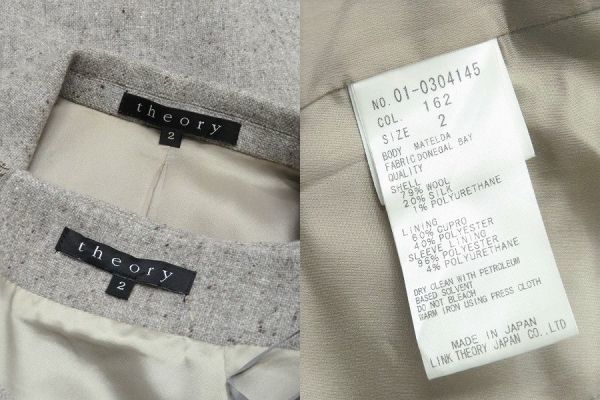 theory
2
theory
2
NO. 01-0304145
COL. 162
SIZE 2
BODY MATELDA
FABRIC DONEGAL BAY
QUALITY
SHELL
79% WOOL
20% SILK
1% POLYURETHANE
LINING
60% CUPRO
40% POLYESTER
SLEEVE LINING
96% POLYESTER
4% POLYURETHANE
DRY CLEAN WITH PETROLEUM
BASED SOLVENT
DO NOT BLEACH
WARM IRON USING PRESS CLOTH
MADE IN JAPAN
LINK THEORY JAPAN CO.,LTD